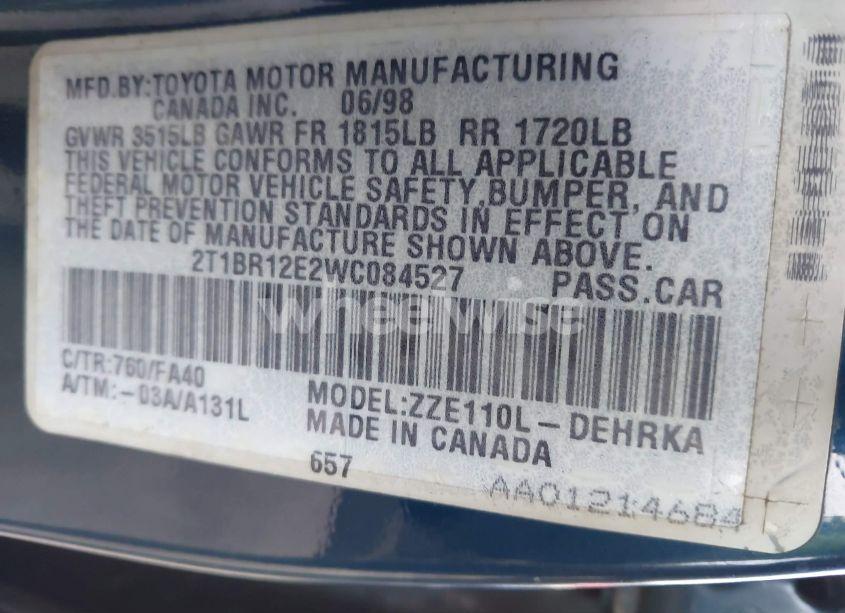 MFD.BY:TOYOTA MOTOR MANUFACTURING
CANADA INC. 06/98
GVWR 3515LB GAWR FR 1815LB RR 1720LB
THIS VEHICLE CONFORMS TO ALL APPLICABLE
FEDERAL MOTOR VEHICLE SAFETY,BUMPER, AND
THEFT PREVENTION STANDARDS IN EFFECT ON
THE DATE OF MANUFACTURE SHOWN ABOVE.
2T1BR12E2WC084527 PASS.CAR
wheelwise
C/TR:760/FA40
A/TM:-03A/A131L
MODEL:ZZE110L-DEHRKA
MADE IN CANADA
657
AA01214684